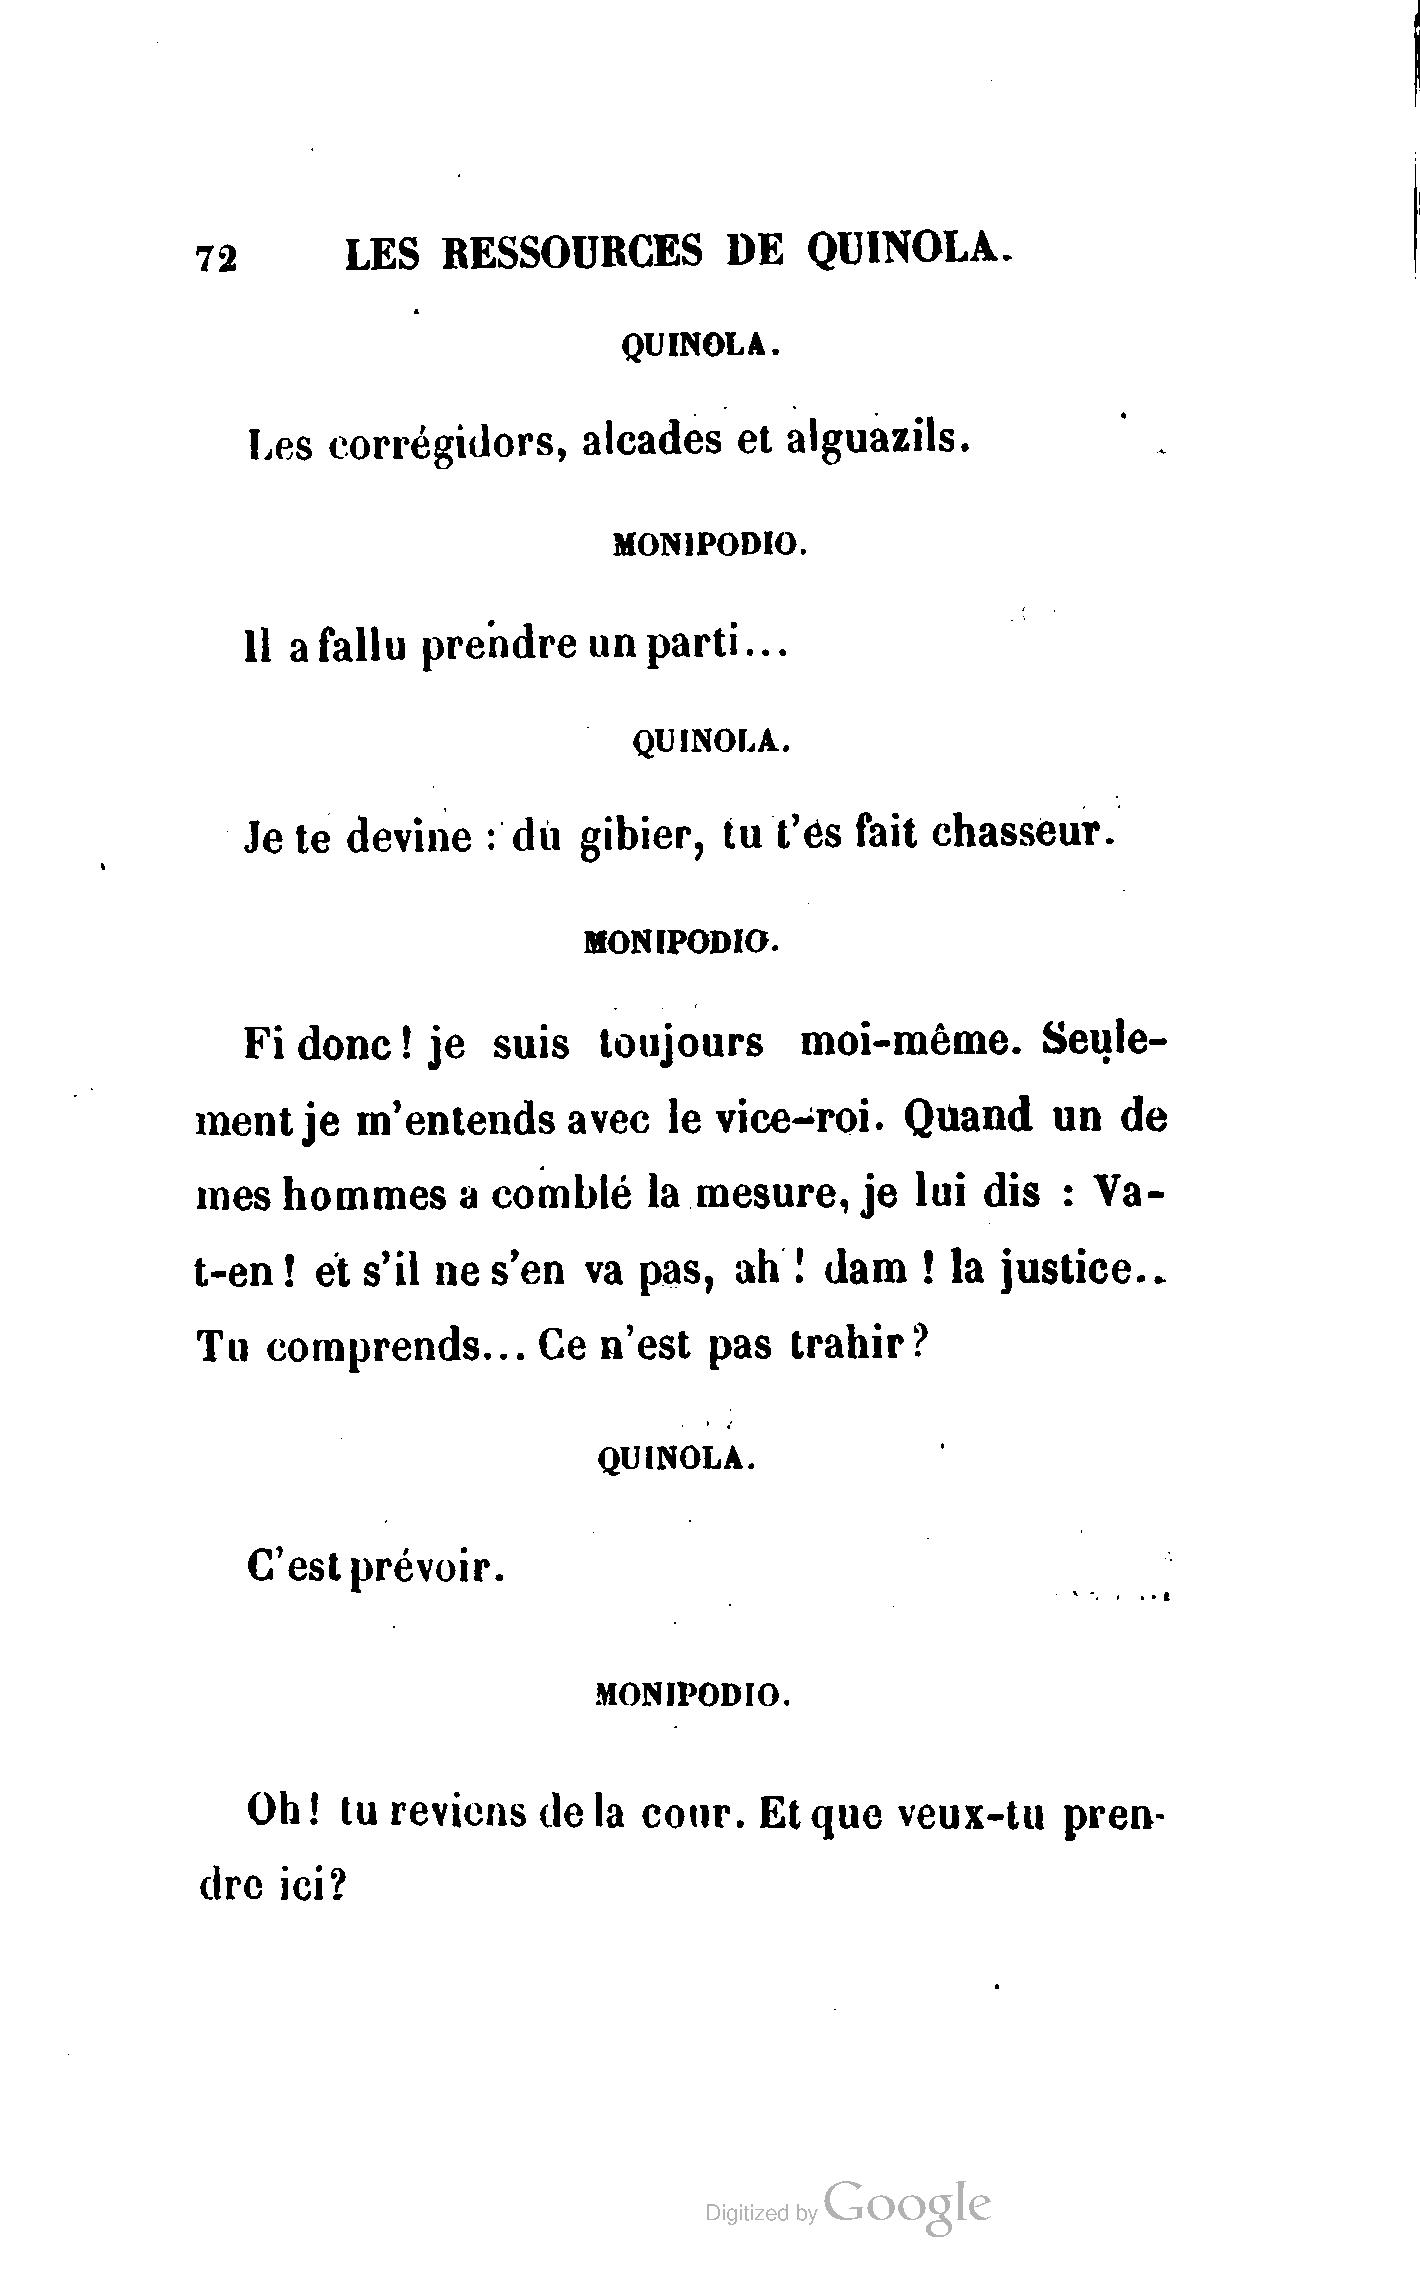 72 LES RESSOURCES DE QUINOLA.
QUINOLA.
Les corrégidors, alcades et alguazils.
MONIPODIO.
Il a fallu prendre un parti...
QUINOLA.
Je te devine : du gibier, tu t'es fait chasseur.
MONIPODIO.
Fi donc ! je suis toujours moi-même. Seule-
ment je m'entends avec le vice-roi. Quand un de
mes hommes a comblé la mesure, je lui dis : Va-
t-en ! et s'il ne s'en va pas, ah ! dam ! la justice..
Tu comprends... Ce n'est pas trahir ?
QUINOLA.
C'est prévoir.
MONIPODIO.
Oh ! tu reviens de la cour. Et que veux-tu pren-
dre ici ?
Digitized by Google